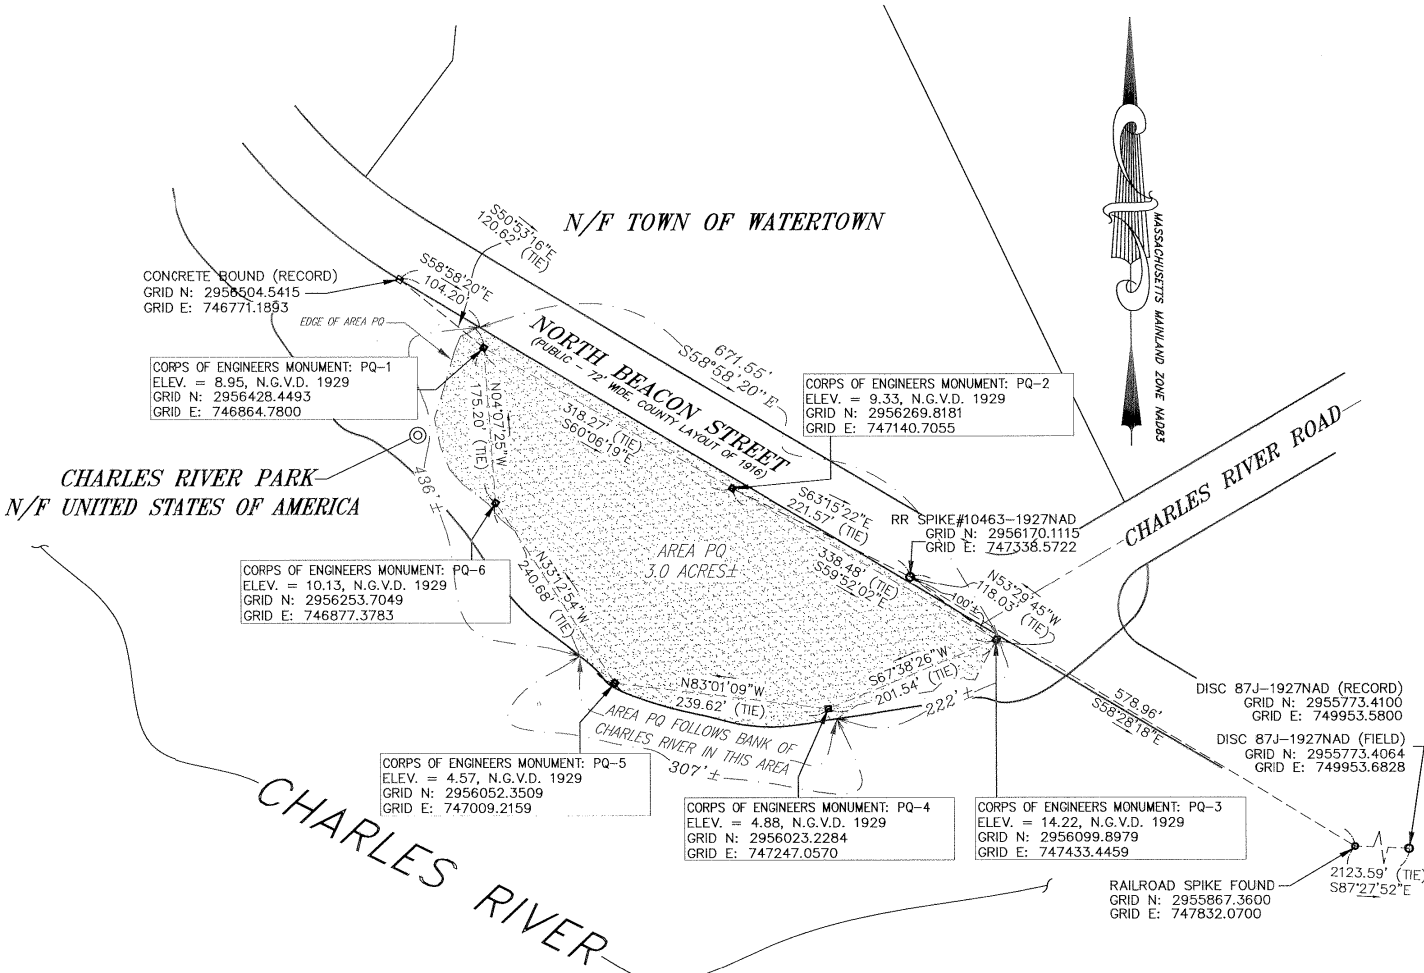 N/F TOWN OF WATERTOWN
S50°53'16"E
120.62' (TIE)
S58°58'20"E
104.20'
CONCRETE BOUND (RECORD)
GRID N: 2956504.5415
GRID E: 746771.1893
EDGE OF AREA PQ
CORPS OF ENGINEERS MONUMENT: PQ-1
ELEV. = 8.95, N.G.V.D. 1929
GRID N: 2956428.4493
GRID E: 746864.7800
NORTH BEACON STREET
(PUBLIC - 72' WIDE, COUNTY LAYOUT OF 1916)
671.55'
S58°58'20"E
MASSACHUSETTS MAINLAND ZONE NAD83
CORPS OF ENGINEERS MONUMENT: PQ-2
ELEV. = 9.33, N.G.V.D. 1929
GRID N: 2956269.8181
GRID E: 747140.7055
N04°07'25"W
175.20' (TIE)
318.27' (TIE)
S60°06'19"E
CHARLES RIVER PARK
N/F UNITED STATES OF AMERICA
436'±
S63°15'22"E
221.57' (TIE)
RR SPIKE#10463-1927NAD
GRID N: 2956170.1115
GRID E: 747338.5722
CHARLES RIVER ROAD
AREA PQ
3.0 ACRES±
338.48' (TIE)
S59°52'02"E
N53°29'45"W
118.03' (TIE)
100'±
CORPS OF ENGINEERS MONUMENT: PQ-6
ELEV. = 10.13, N.G.V.D. 1929
GRID N: 2956253.7049
GRID E: 746877.3783
N33°12'54"W
240.68' (TIE)
N83°01'09"W
239.62' (TIE)
S67°38'26"W
201.54' (TIE)
222'±
AREA PQ FOLLOWS BANK OF
CHARLES RIVER IN THIS AREA
307'±
578.96'
S58°28'18"E
DISC 87J-1927NAD (RECORD)
GRID N: 2955773.4100
GRID E: 749953.5800
DISC 87J-1927NAD (FIELD)
GRID N: 2955773.4064
GRID E: 749953.6828
CORPS OF ENGINEERS MONUMENT: PQ-5
ELEV. = 4.57, N.G.V.D. 1929
GRID N: 2956052.3509
GRID E: 747009.2159
CORPS OF ENGINEERS MONUMENT: PQ-4
ELEV. = 4.88, N.G.V.D. 1929
GRID N: 2956023.2284
GRID E: 747247.0570
CORPS OF ENGINEERS MONUMENT: PQ-3
ELEV. = 14.22, N.G.V.D. 1929
GRID N: 2956099.8979
GRID E: 747433.4459
2123.59' (TIE)
S87°27'52"E
RAILROAD SPIKE FOUND
GRID N: 2955867.3600
GRID E: 747832.0700
CHARLES RIVER